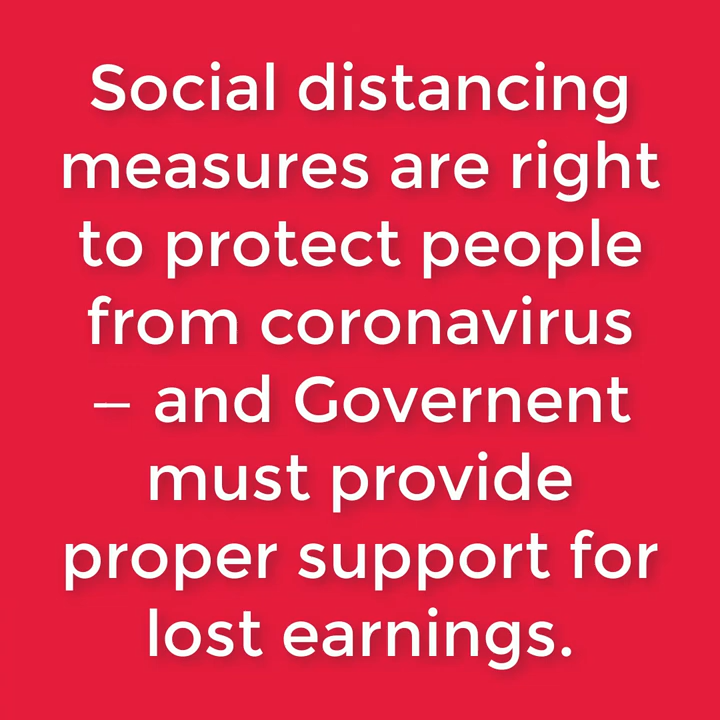 Social distancing
measures are right
to protect people
from coronavirus
– and Governent
must provide
proper support for
lost earnings.